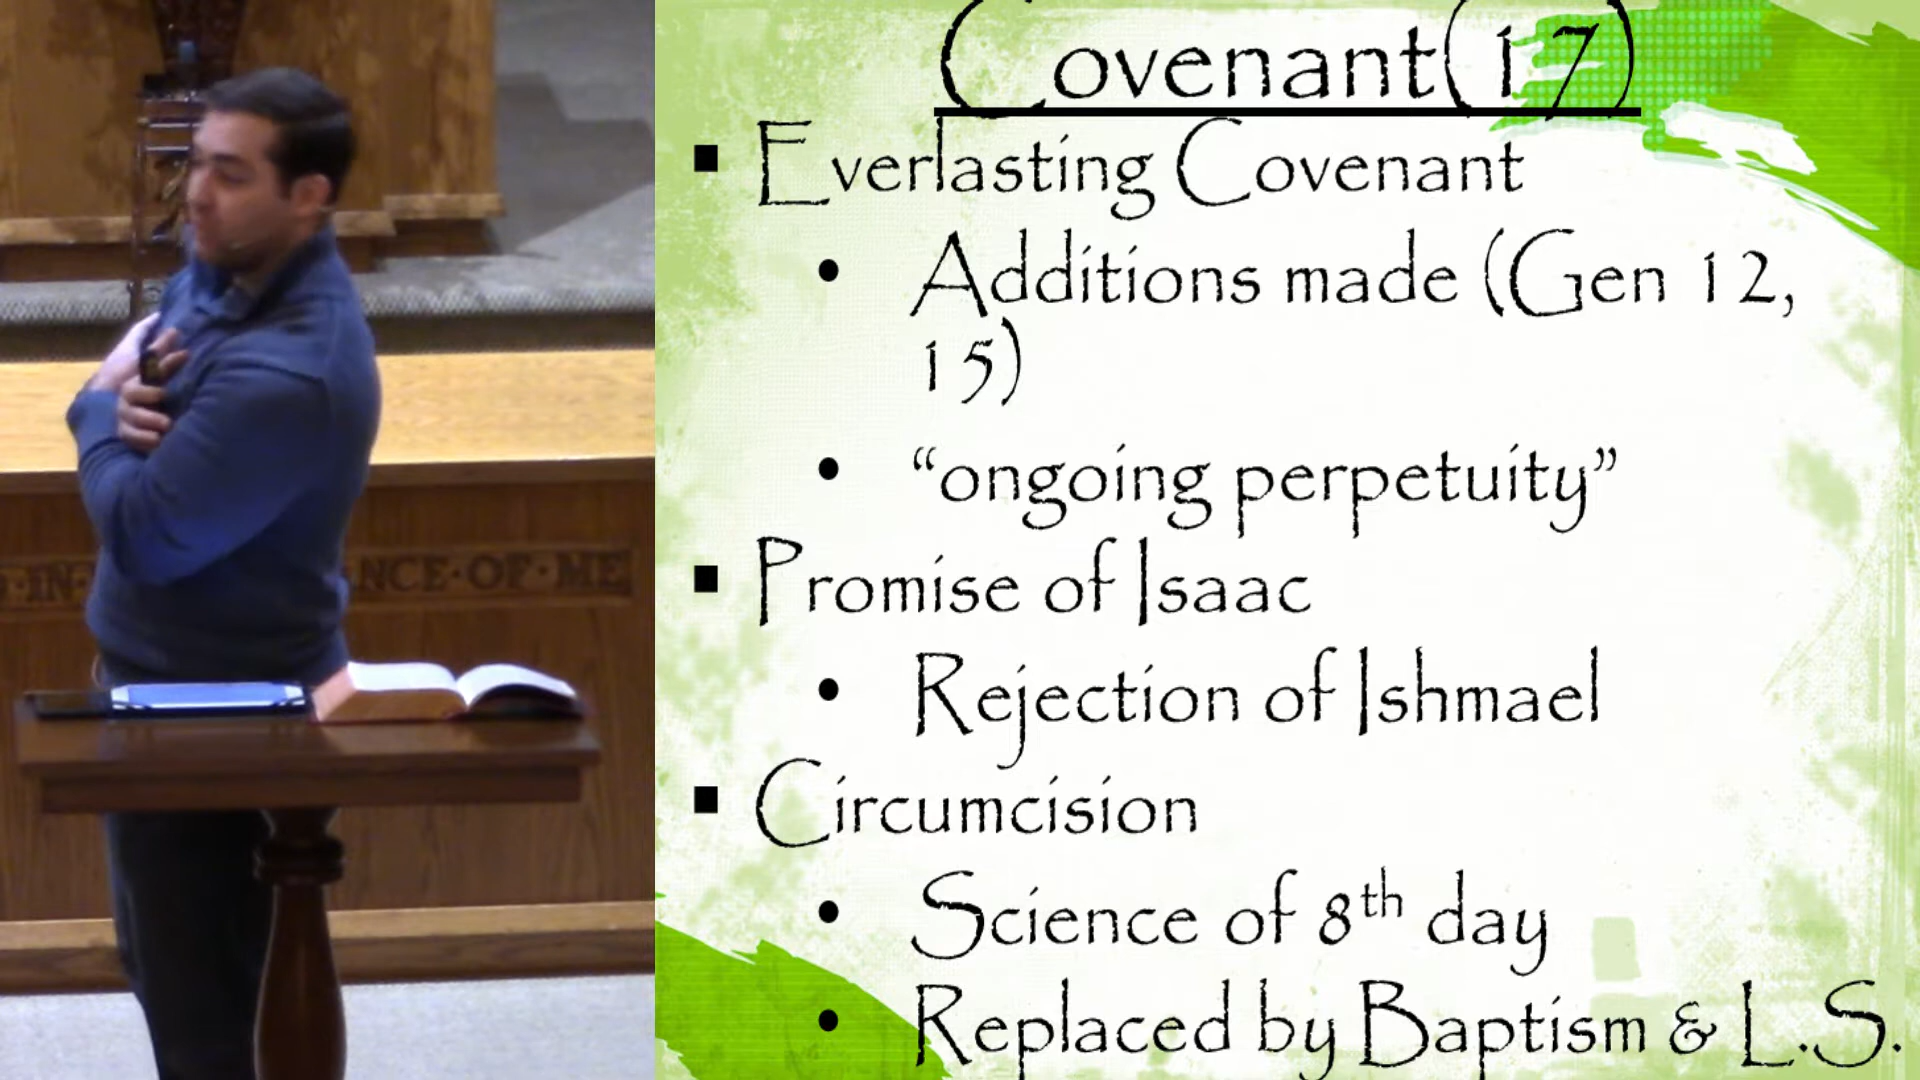 Covenant(17)
▪ Everlasting Covenant
• Additions made (Gen 12,
15)
• “ongoing perpetuity”
▪ Promise of Isaac
• Rejection of Ishmael
▪ Circumcision
• Science of 8th day
• Replaced by Baptism & L.S.
IN
NCE·OF·ME